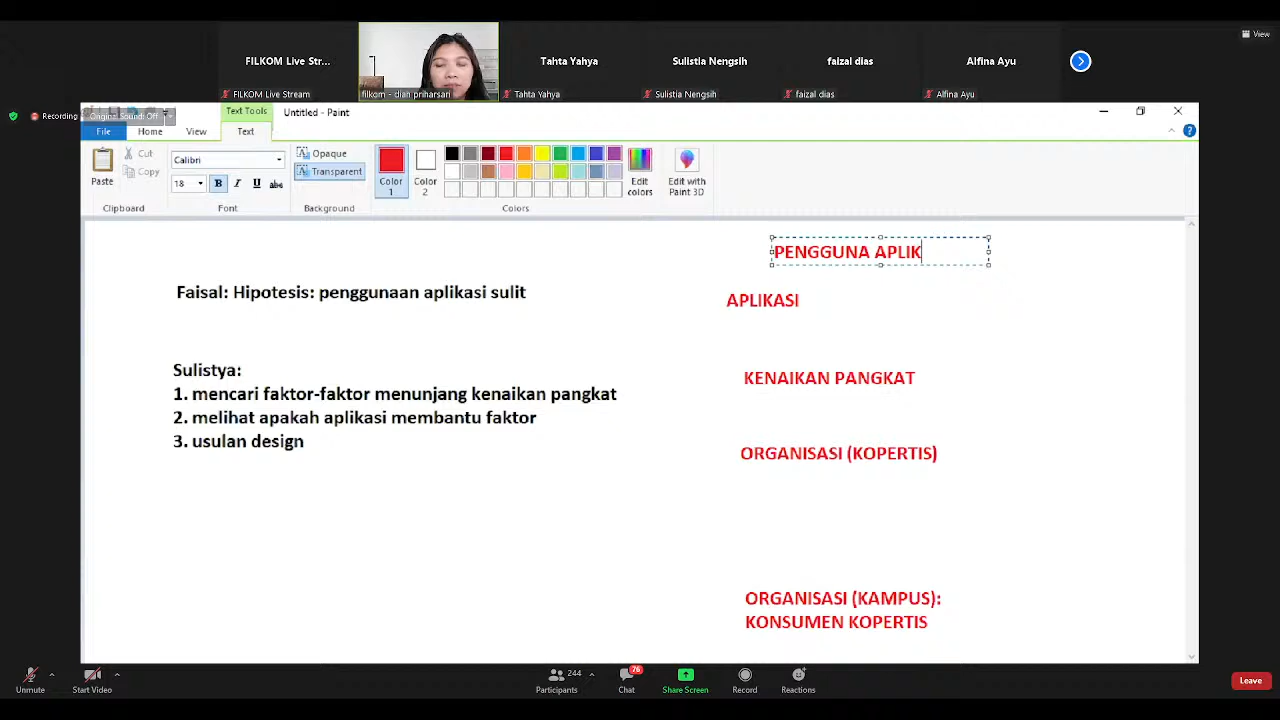 View
FILKOM Live Str...
Tahta Yahya
Sulistia Nengsih
faizal dias
Alfina Ayu
FILKOM Live Stream
filkom - dian priharsari
Tahta Yahya
Sulistia Nengsih
faizal dias
Alfina Ayu
Recording
Original Sound: Off
Text Tools
Untitled - Paint
File
Home
View
Text
Paste
Cut
Copy
Clipboard
Calibri
18
B I U abc
Font
Opaque
Transparent
Background
Color 1
Color 2
Edit colors
Edit with Paint 3D
Colors
PENGGUNA APLIK
Faisal: Hipotesis: penggunaan aplikasi sulit
APLIKASI
Sulistya:
1. mencari faktor-faktor menunjang kenaikan pangkat
2. melihat apakah aplikasi membantu faktor
3. usulan design
KENAIKAN PANGKAT
ORGANISASI (KOPERTIS)
ORGANISASI (KAMPUS):
KONSUMEN KOPERTIS
Unmute
Start Video
244
Participants
76
Chat
Share Screen
Record
Reactions
Leave